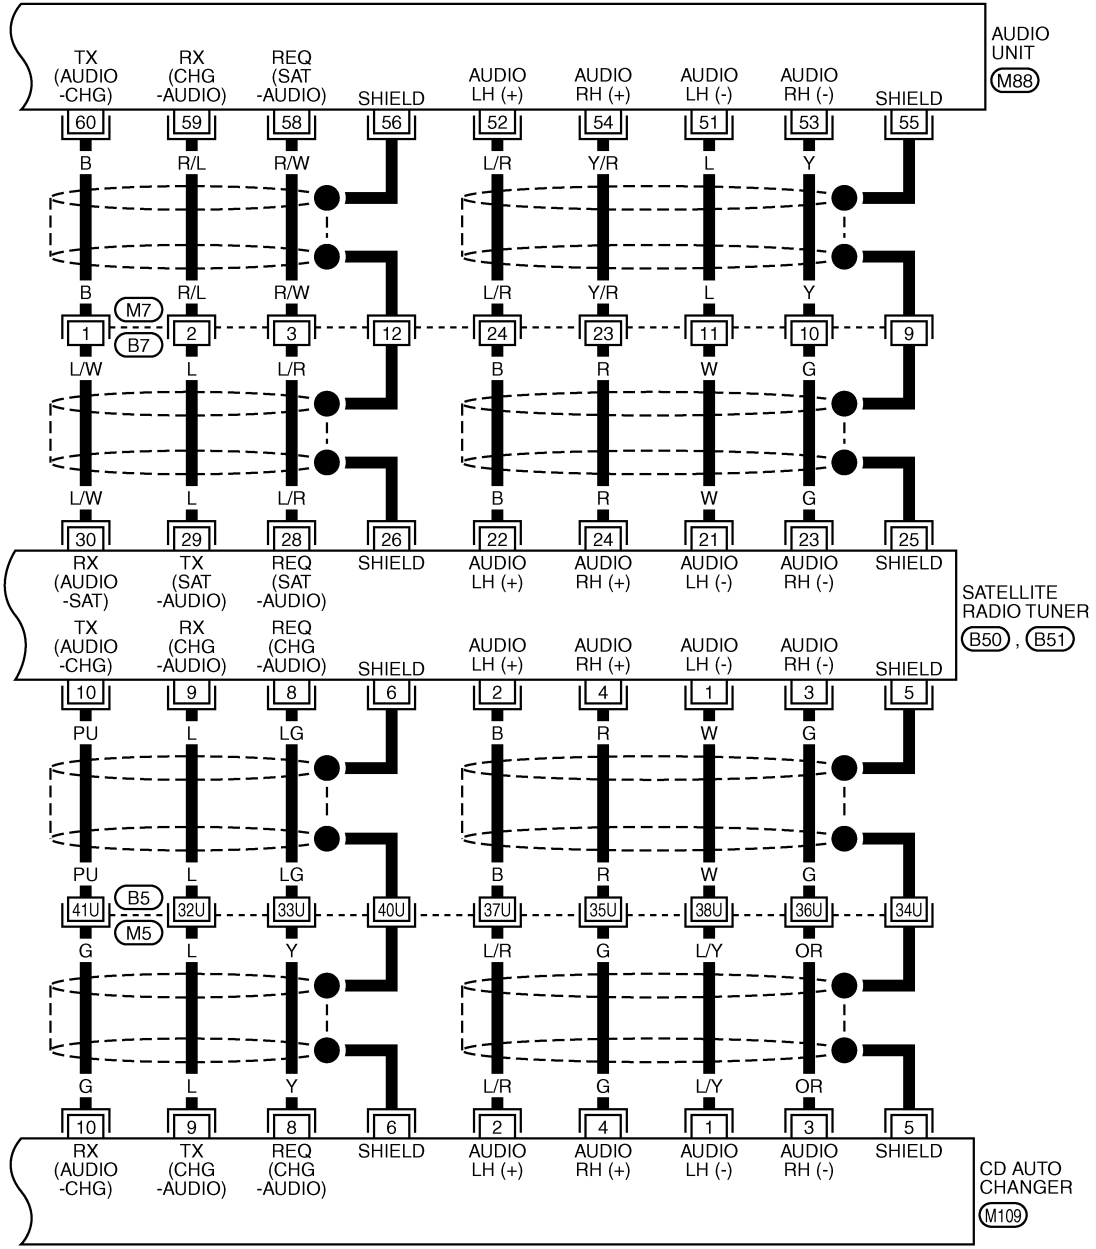 AUDIO
UNIT
M88
TX RX REQ
(AUDIO (CHG (SAT AUDIO AUDIO AUDIO AUDIO
-CHG) -AUDIO) -AUDIO) SHIELD LH (+) RH (+) LH (-) RH (-) SHIELD
60 59 58 56 52 54 51 53 55
B R/L R/W L/R Y/R L Y
B R/L R/W L/R Y/R L Y
M7
1 2 3 12 24 23 11 10 9
B7
L/W L L/R B R W G
L/W L L/R B R W G
30 29 28 26 22 24 21 23 25
RX TX REQ SHIELD AUDIO AUDIO AUDIO AUDIO SHIELD
(AUDIO (SAT (SAT LH (+) RH (+) LH (-) RH (-)
-SAT) -AUDIO) -AUDIO)
SATELLITE
RADIO TUNER
B50 , B51
TX RX REQ
(AUDIO (CHG (CHG AUDIO AUDIO AUDIO AUDIO
-CHG) -AUDIO) -AUDIO) SHIELD LH (+) RH (+) LH (-) RH (-) SHIELD
10 9 8 6 2 4 1 3 5
PU L LG B R W G
PU L LG B R W G
B5
41U 32U 33U 40U 37U 35U 38U 36U 34U
M5
G L Y L/R G L/Y OR
G L Y L/R G L/Y OR
10 9 8 6 2 4 1 3 5
RX TX REQ SHIELD AUDIO AUDIO AUDIO AUDIO SHIELD
(AUDIO (CHG (CHG LH (+) RH (+) LH (-) RH (-)
-CHG) -AUDIO) -AUDIO)
CD AUTO
CHANGER
M109